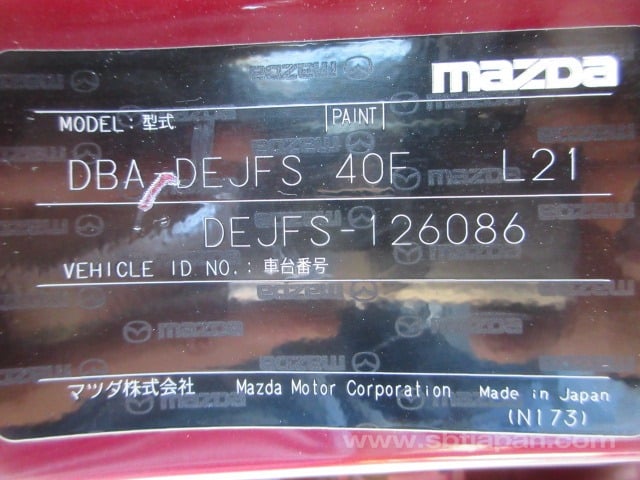 mazda
MODEL: 型式 PAINT
DBA-DEJFS 40F L21
DEJFS-126086
VEHICLE ID NO.: 車台番号
マツダ株式会社 Mazda Motor Corporation Made in Japan
(N173)
www.sbtjapan.com